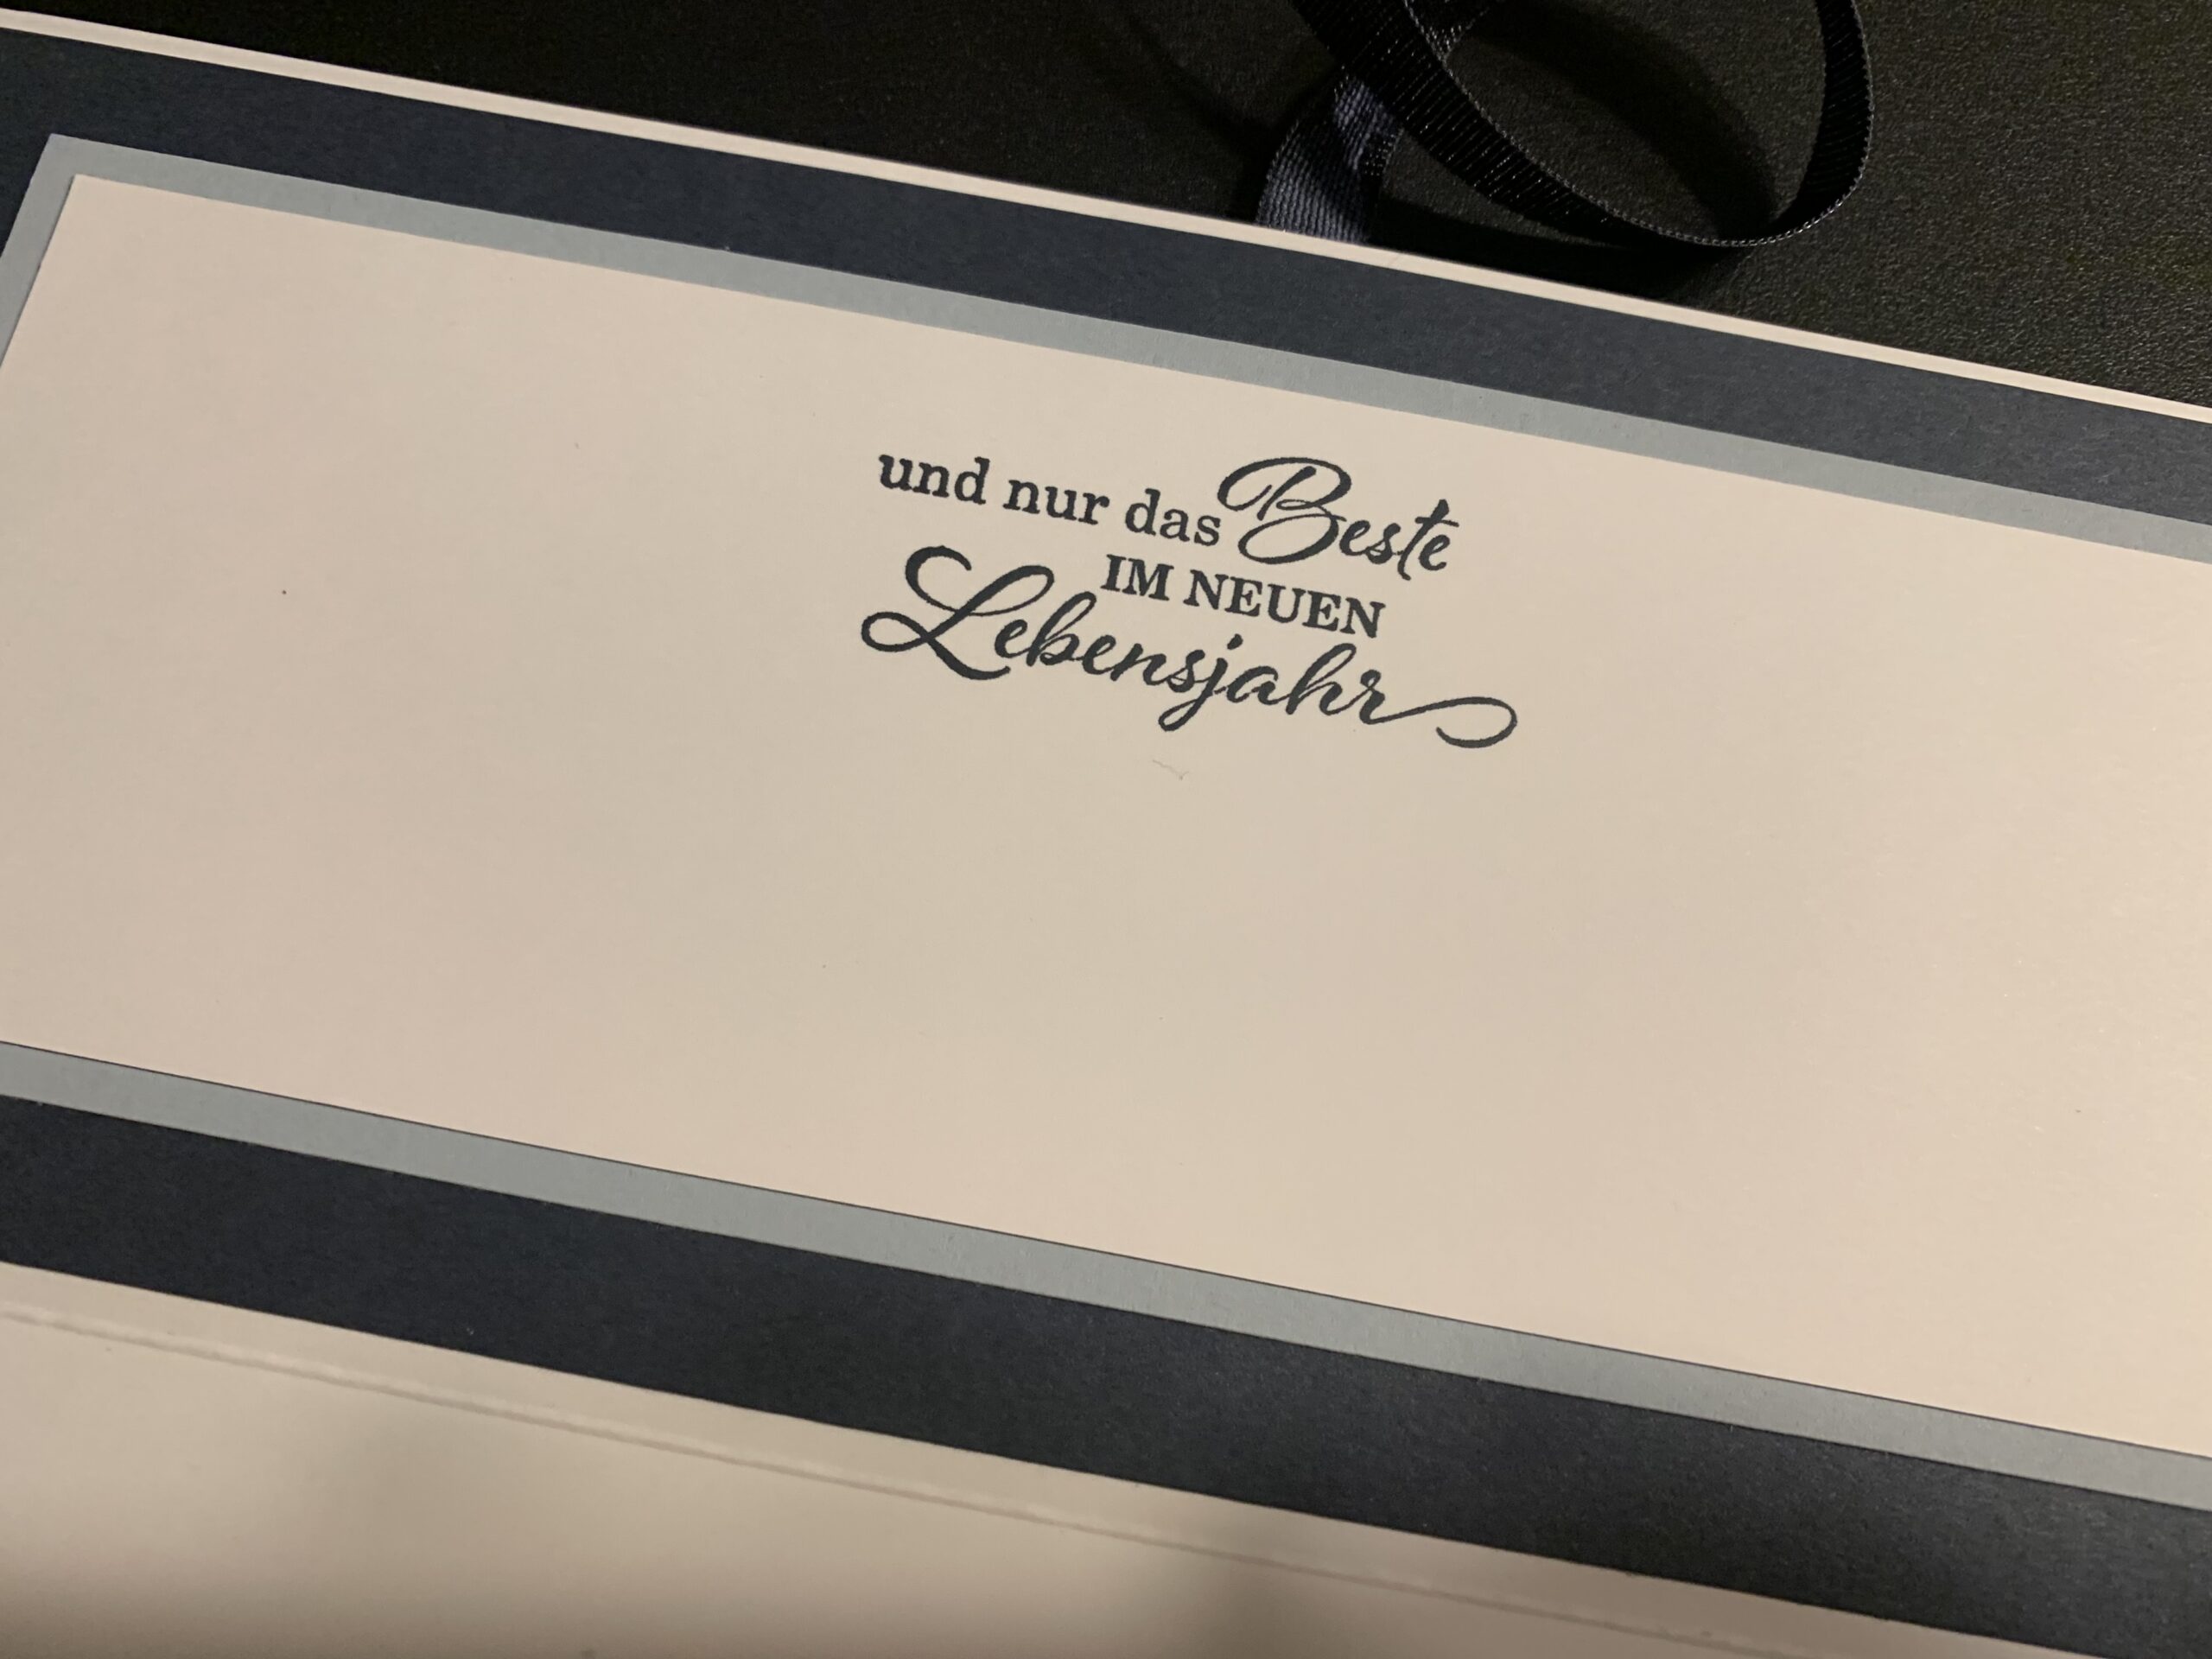 und nur das Beste
IM NEUEN
Lebensjahr